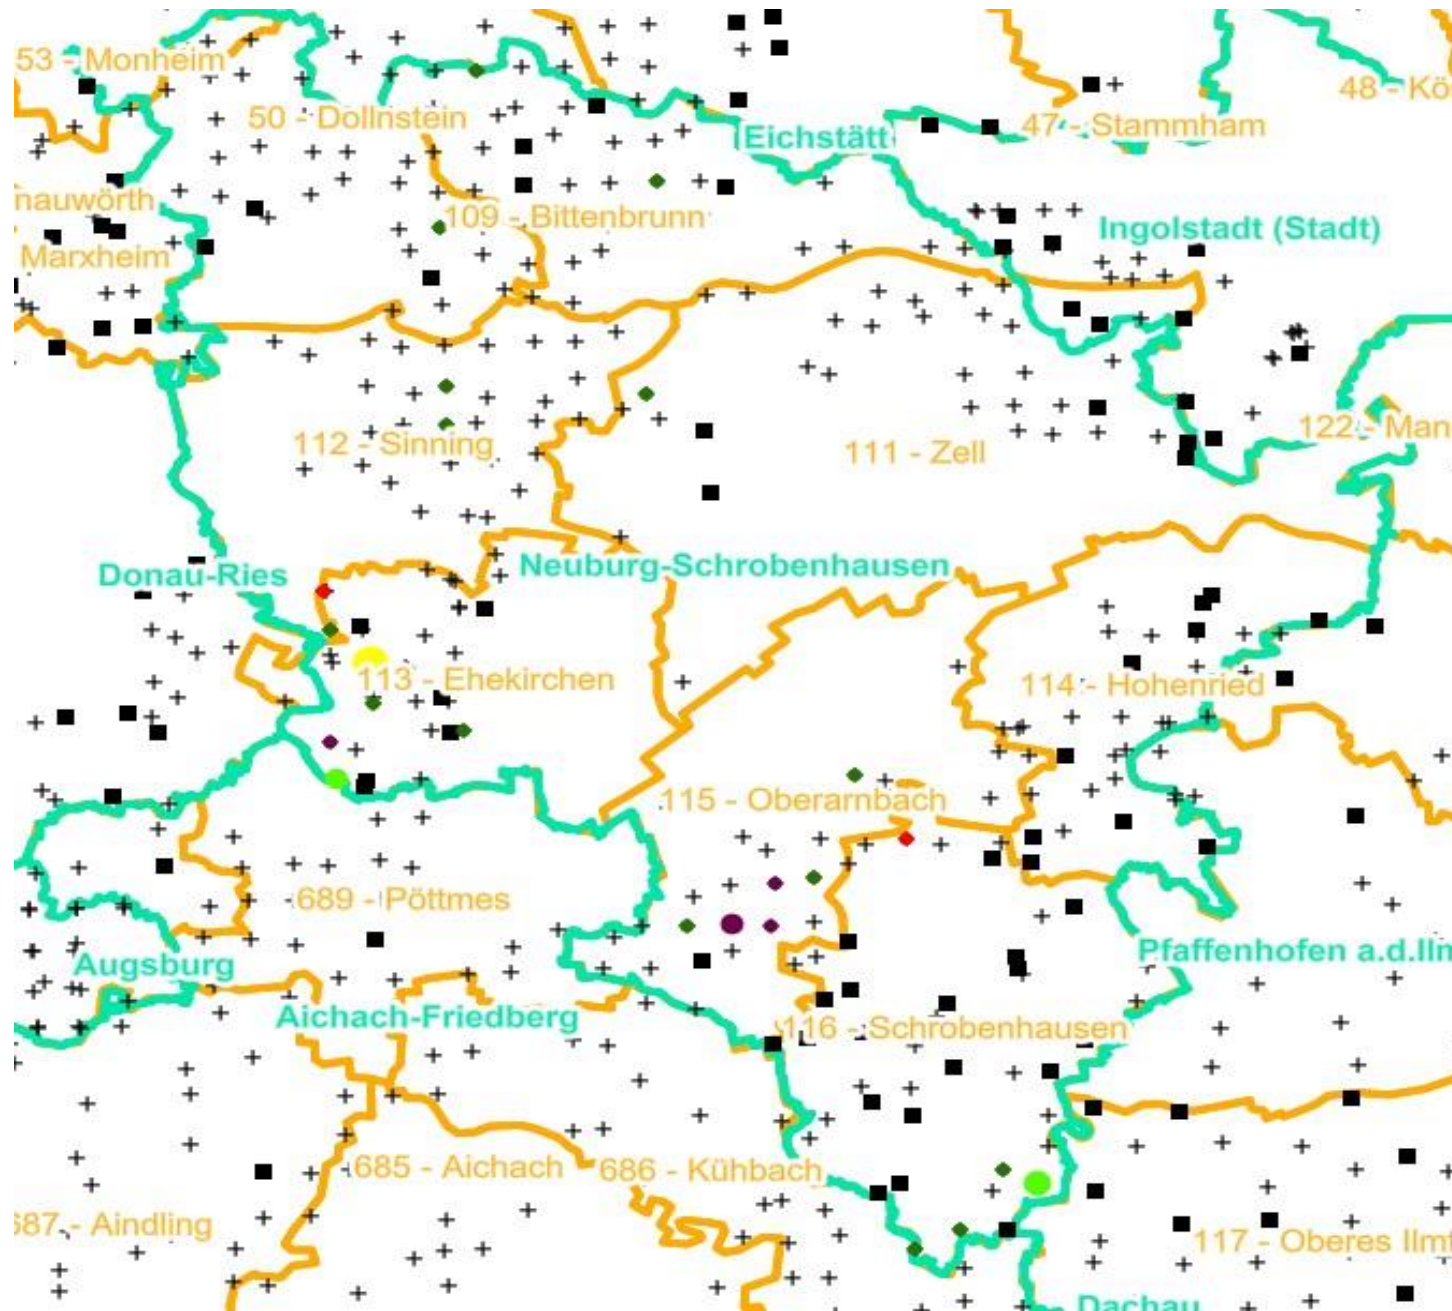 53 - Monheim
48 - Kö
50 - Dollnstein
47 - Stammham
Eichstätt
nauwörth
109 - Bittenbrunn
Ingolstadt (Stadt)
Marxheim
122 - Man
112 - Sinning
111 - Zell
Neuburg-Schrobenhausen
Donau-Ries
113 - Ehekirchen
114 - Hohenried
115 - Oberarnbach
689 - Pöttmes
Pfaffenhofen a.d.Ilm
Augsburg
Aichach-Friedberg
116 - Schrobenhausen
685 - Aichach
686 - Kühbach
687 - Aindling
117 - Oberes Ilmt
Dachau